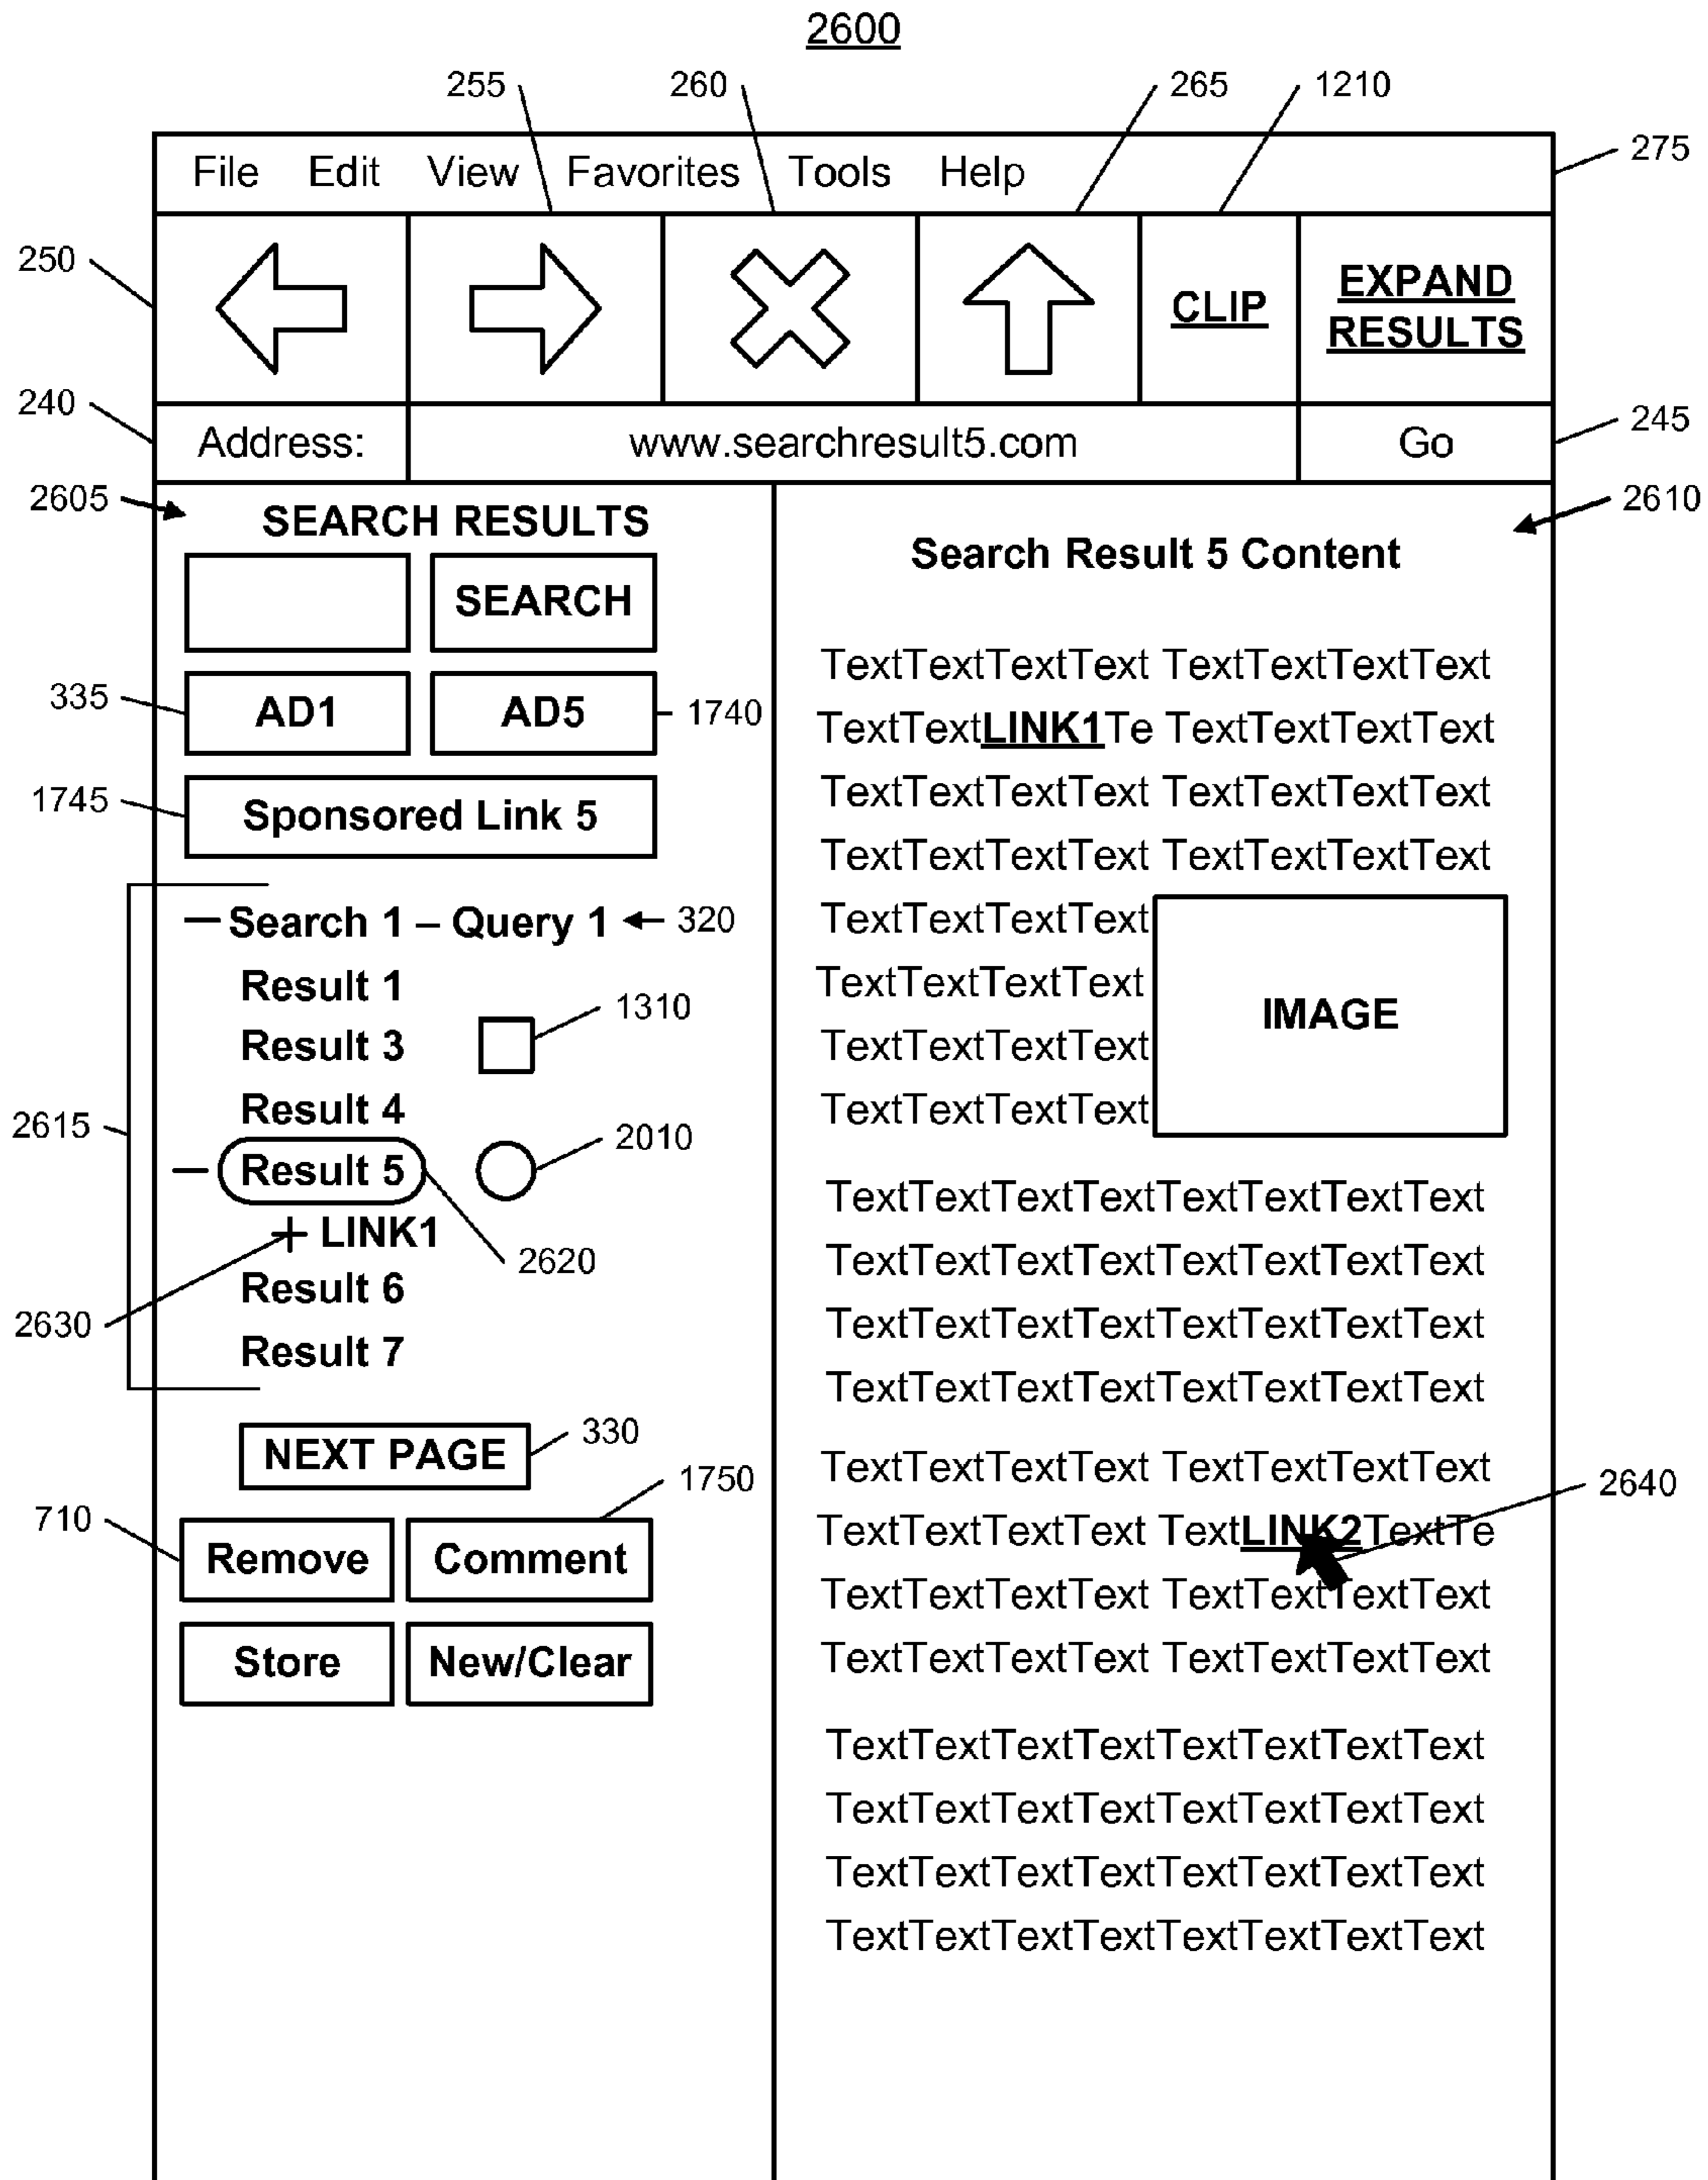 2600
255 260 265 1210
275
File Edit View Favorites Tools Help
250
CLIP
EXPAND
RESULTS
240
Address: www.searchresult5.com Go
245
2605
SEARCH RESULTS
SEARCH
335
AD1 AD5
1740
1745
Sponsored Link 5
2615
– Search 1 – Query 1
320
Result 1
1310
Result 3
Result 4
2010
– Result 5
+ LINK1
2620
Result 6
2630
Result 7
NEXT PAGE
330
1750
710
Remove Comment
Store New/Clear
2610
Search Result 5 Content
TextTextTextText TextTextTextText
TextTextLINK1Te TextTextTextText
TextTextTextText TextTextTextText
TextTextTextText TextTextTextText
TextTextTextText
TextTextTextText
TextTextTextText
TextTextTextText
IMAGE
TextTextTextTextTextTextTextText
TextTextTextTextTextTextTextText
TextTextTextTextTextTextTextText
TextTextTextTextTextTextTextText
TextTextTextText TextTextTextText
2640
TextTextTextText TextLINK2TextTe
TextTextTextText TextTextTextText
TextTextTextText TextTextTextText
TextTextTextTextTextTextTextText
TextTextTextTextTextTextTextText
TextTextTextTextTextTextTextText
TextTextTextTextTextTextTextText